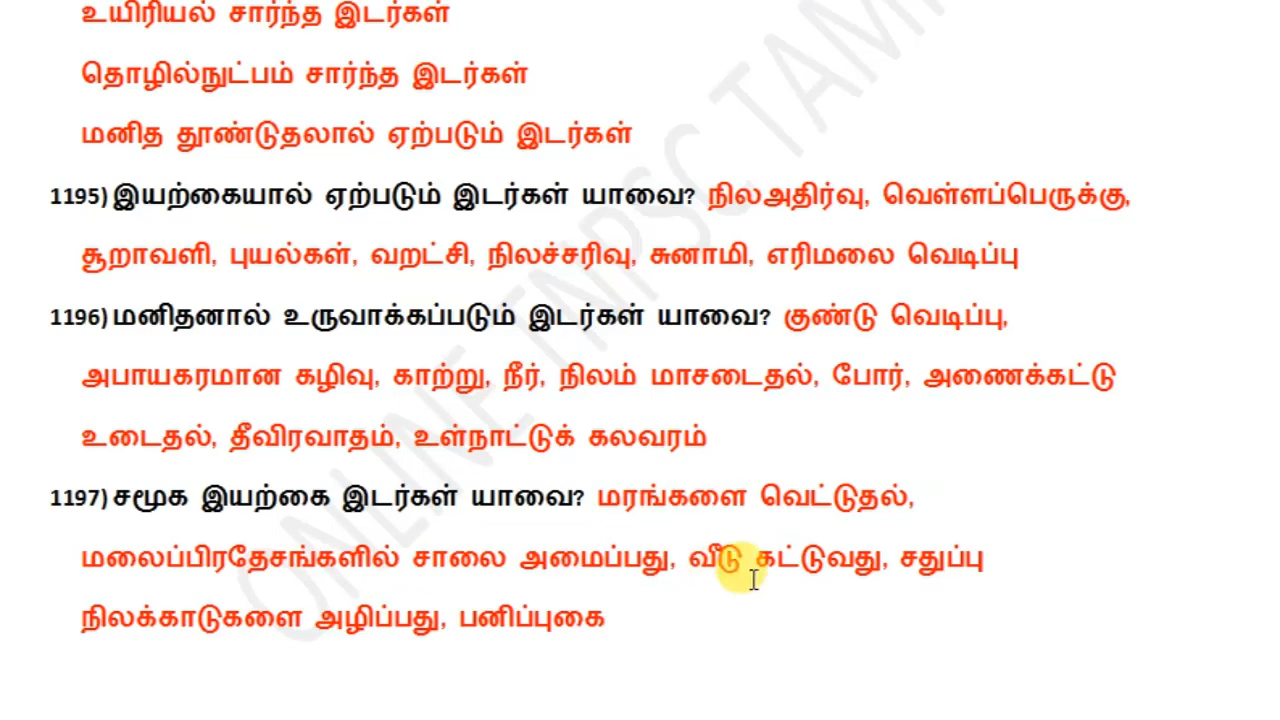 உயிரியல் சார்ந்த இடர்கள்
தொழில்நுட்பம் சார்ந்த இடர்கள்
மனித தூண்டுதலால் ஏற்படும் இடர்கள்
1195) இயற்கையால் ஏற்படும் இடர்கள் யாவை? நிலஅதிர்வு, வெள்ளப்பெருக்கு,
சூறாவளி, புயல்கள், வறட்சி, நிலச்சரிவு, சுனாமி, எரிமலை வெடிப்பு
1196) மனிதனால் உருவாக்கப்படும் இடர்கள் யாவை? குண்டு வெடிப்பு,
அபாயகரமான கழிவு, காற்று, நீர், நிலம் மாசடைதல், போர், அணைக்கட்டு
உடைதல், தீவிரவாதம், உள்நாட்டுக் கலவரம்
1197) சமூக இயற்கை இடர்கள் யாவை? மரங்களை வெட்டுதல்,
மலைப்பிரதேசங்களில் சாலை அமைப்பது, வீடு கட்டுவது, சதுப்பு
நிலக்காடுகளை அழிப்பது, பனிப்புகை
ONLINE TNPSC TAM